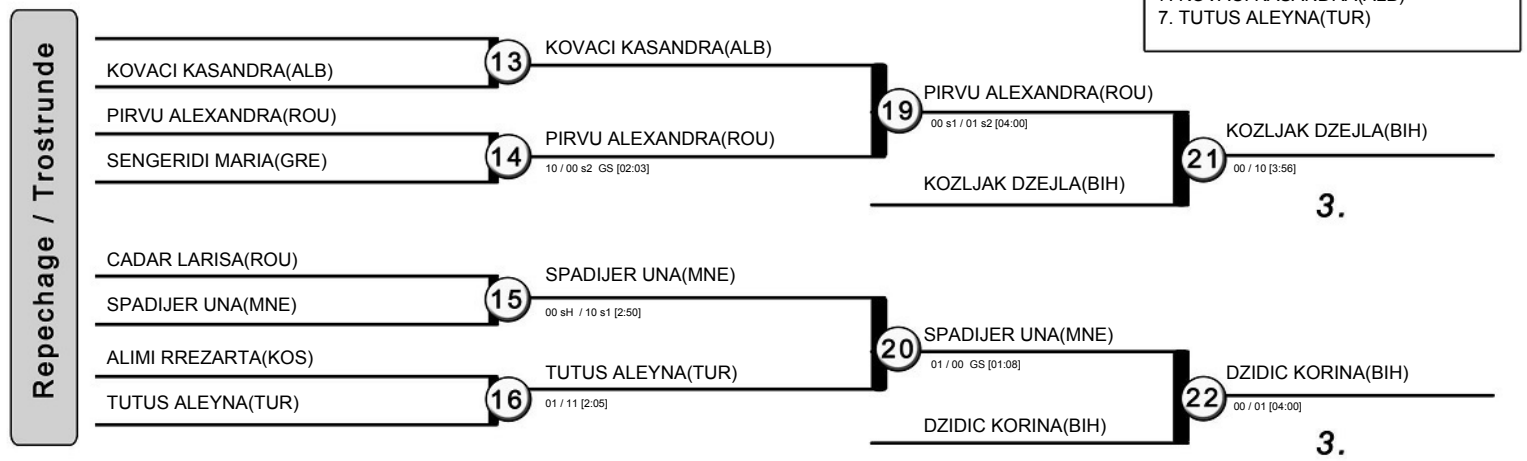 7. TUTUS ALEYNA(TUR)
Repechage / Trostrunde
KOVACI KASANDRA(ALB)
13
KOVACI KASANDRA(ALB)
PIRVU ALEXANDRA(ROU)
SENGERIDI MARIA(GRE)
14
PIRVU ALEXANDRA(ROU)
10 / 00 s2 GS [02:03]
19
PIRVU ALEXANDRA(ROU)
00 s1 / 01 s2 [04:00]
KOZLJAK DZEJLA(BIH)
21
KOZLJAK DZEJLA(BIH)
00 / 10 [3:56]
3.
CADAR LARISA(ROU)
SPADIJER UNA(MNE)
15
SPADIJER UNA(MNE)
00 sH / 10 s1 [2:50]
ALIMI RREZARTA(KOS)
TUTUS ALEYNA(TUR)
16
TUTUS ALEYNA(TUR)
01 / 11 [2:05]
20
SPADIJER UNA(MNE)
01 / 00 GS [01:08]
DZIDIC KORINA(BIH)
22
DZIDIC KORINA(BIH)
00 / 01 [04:00]
3.